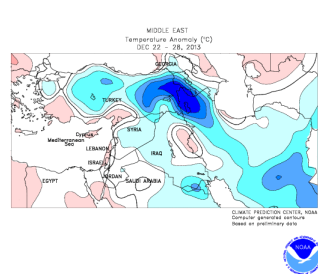 MIDDLE EAST
Temperature Anomaly (°C)
DEC 22 - 28, 2013
GEORGIA
TURKEY
Cyprus
SYRIA
Mediterranean
Sea
LEBANON
IRAQ
ISRAEL
JORDAN
EGYPT
SAUDI ARABIA
CLIMATE PREDICTION CENTER, NOAA
Computer generated contours
Based on preliminary data
NOAA